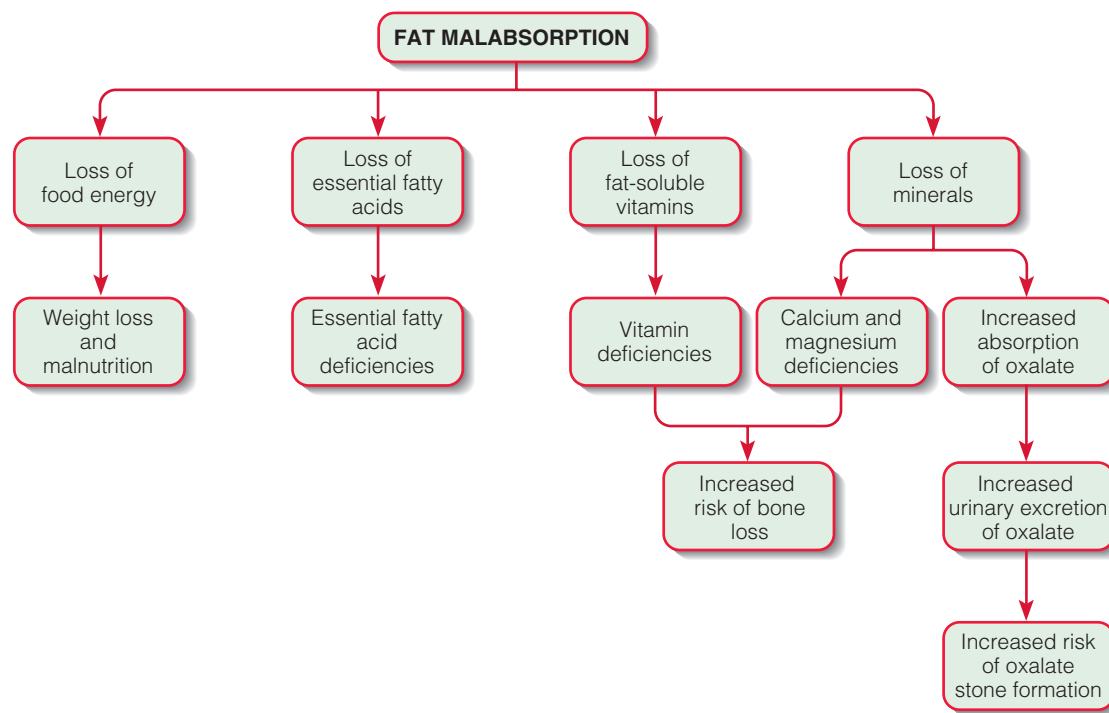 FAT MALABSORPTION
Loss of
food energy
Loss of
essential fatty
acids
Loss of
fat-soluble
vitamins
Loss of
minerals
Weight loss
and
malnutrition
Essential fatty
acid
deficiencies
Vitamin
deficiencies
Calcium and
magnesium
deficiencies
Increased
absorption
of oxalate
Increased
risk of bone
loss
Increased
urinary excretion
of oxalate
Increased risk
of oxalate
stone formation